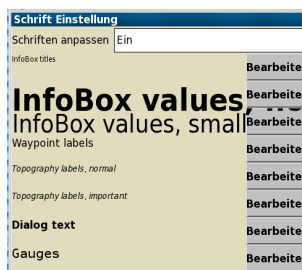 Schrift Einstellung
Schriften anpassen Ein
InfoBox titles
Bearbeite
InfoBox values,
Bearbeite
InfoBox values, small
Bearbeite
Waypoint labels
Bearbeite
Topography labels, normal
Bearbeite
Topography labels, important
Bearbeite
Dialog text
Bearbeite
Gauges
Bearbeite